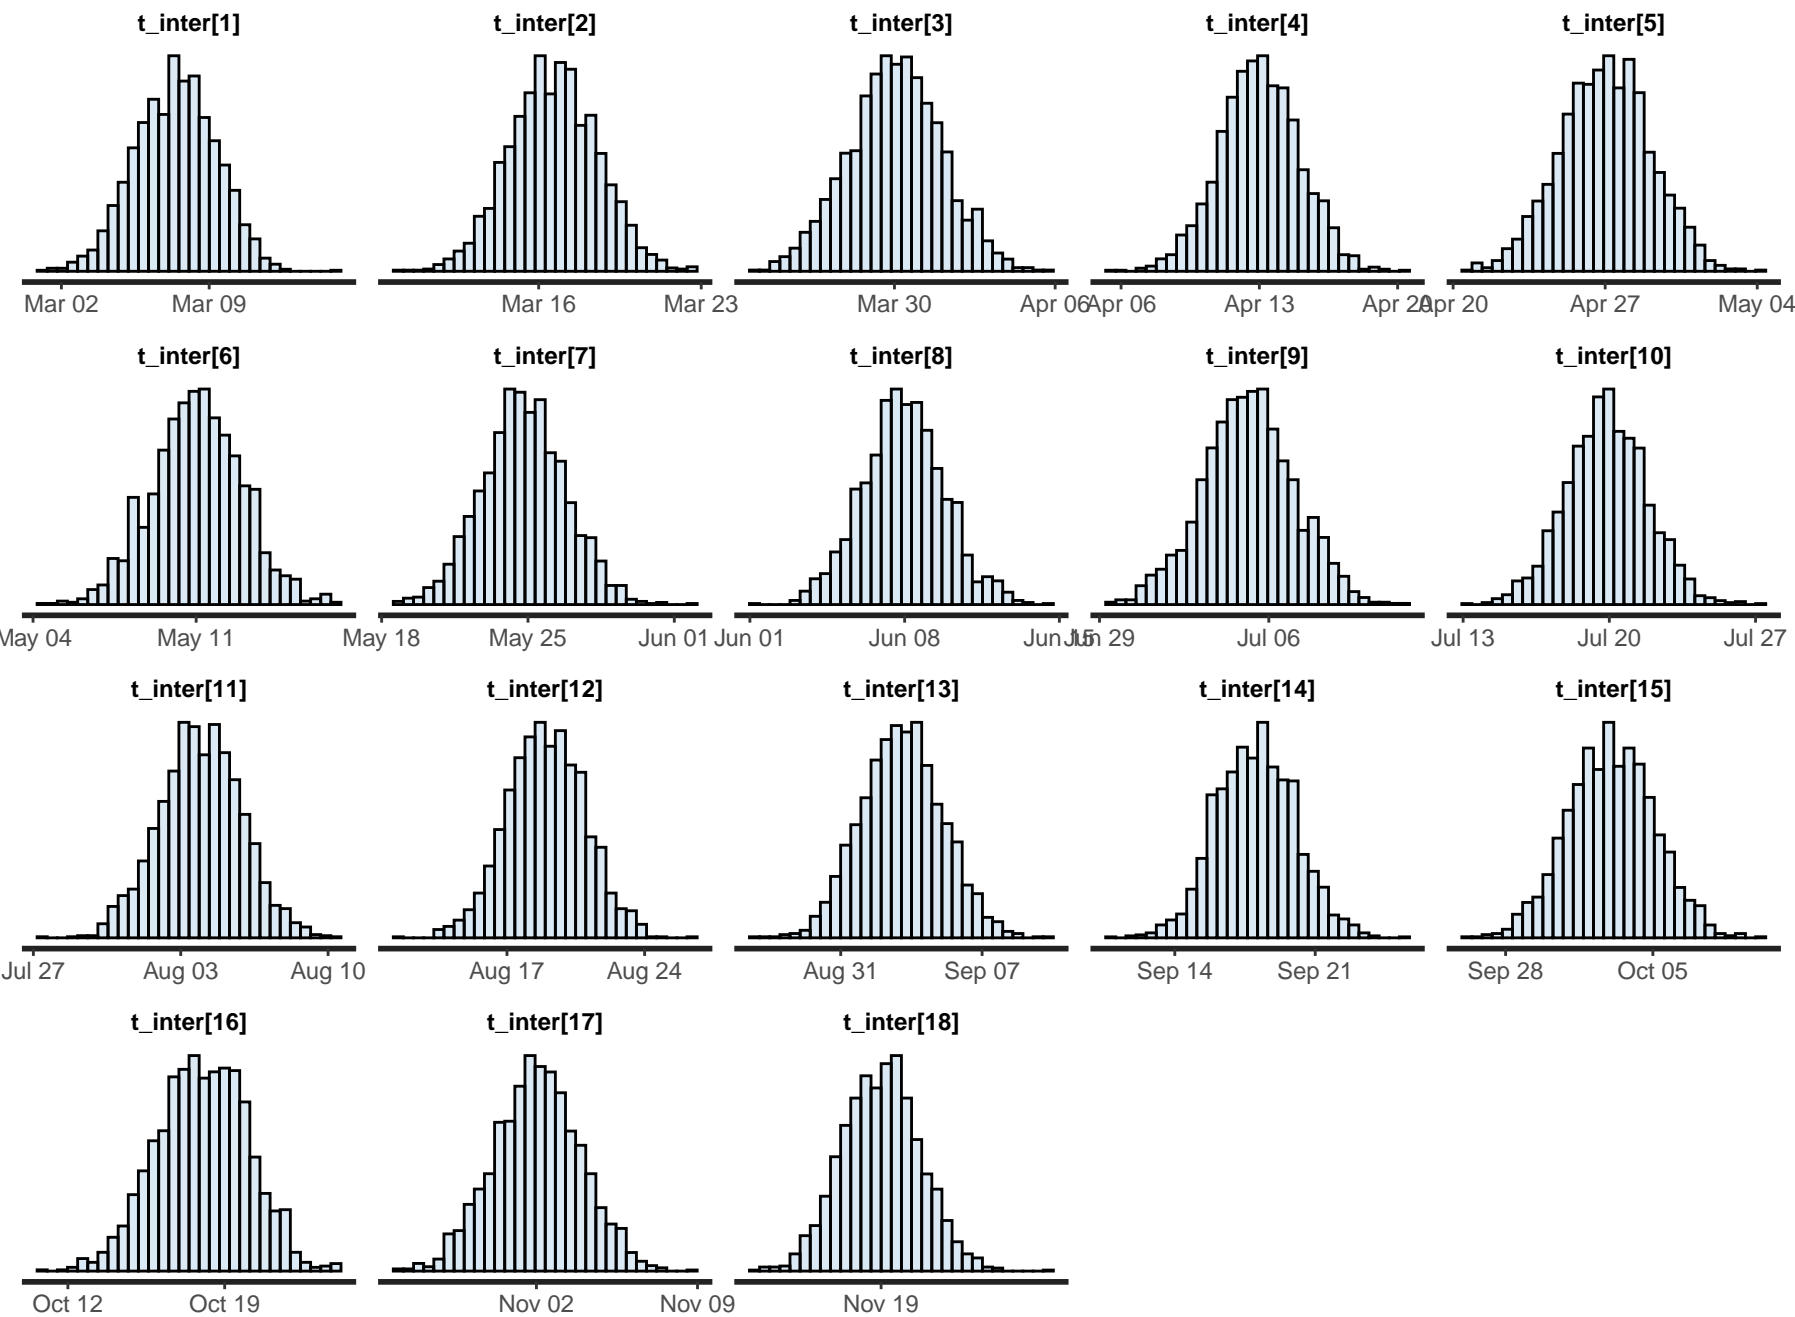 t_inter[1] t_inter[2] t_inter[3] t_inter[4] t_inter[5]
Mar 02 Mar 09 Mar 16 Mar 23 Mar 30 Apr 06 Apr 06 Apr 13 Apr 20 Apr 20 Apr 27 May 04
t_inter[6] t_inter[7] t_inter[8] t_inter[9] t_inter[10]
May 04 May 11 May 18 May 25 Jun 01 Jun 01 Jun 08 Jun 15 Jun 29 Jul 06 Jul 13 Jul 20 Jul 27
t_inter[11] t_inter[12] t_inter[13] t_inter[14] t_inter[15]
Jul 27 Aug 03 Aug 10 Aug 17 Aug 24 Aug 31 Sep 07 Sep 14 Sep 21 Sep 28 Oct 05
t_inter[16] t_inter[17] t_inter[18]
Oct 12 Oct 19 Nov 02 Nov 09 Nov 19